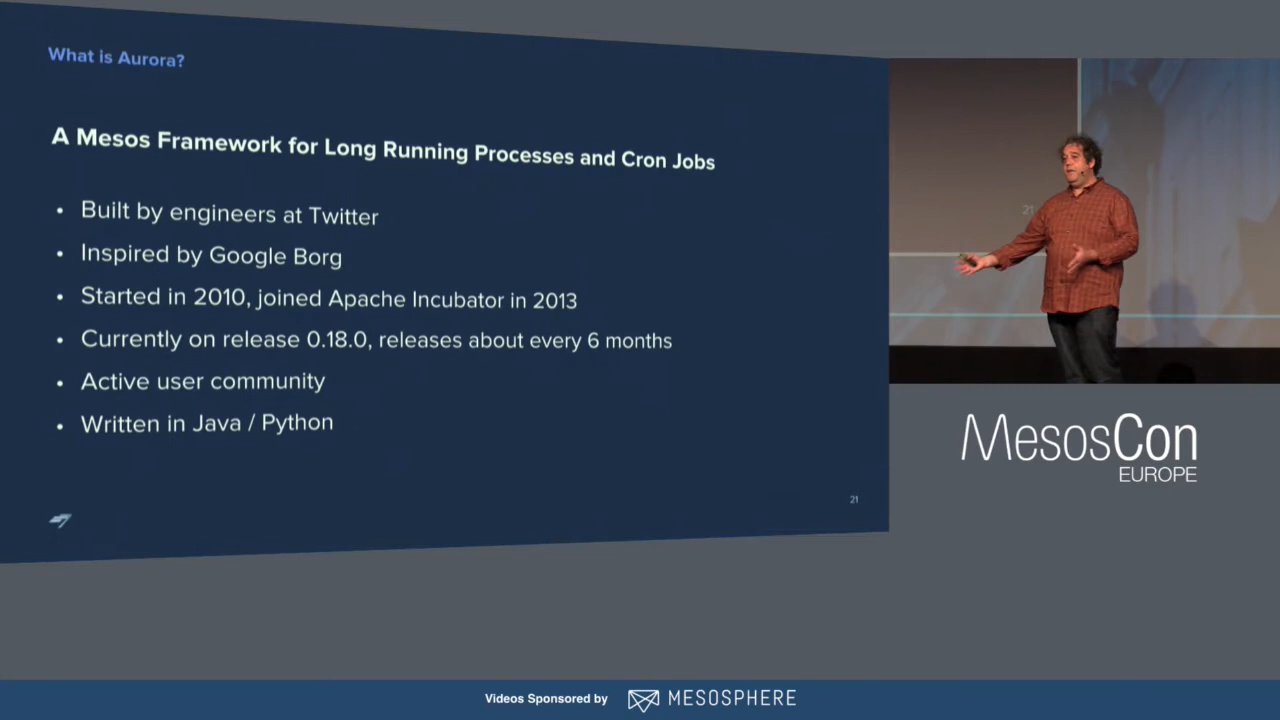 What is Aurora?
A Mesos Framework for Long Running Processes and Cron Jobs
• Built by engineers at Twitter
• Inspired by Google Borg
• Started in 2010, joined Apache Incubator in 2013
• Currently on release 0.18.0, releases about every 6 months
• Active user community
• Written in Java / Python
21
21
MesosCon
EUROPE
Videos Sponsored by MESOSPHERE